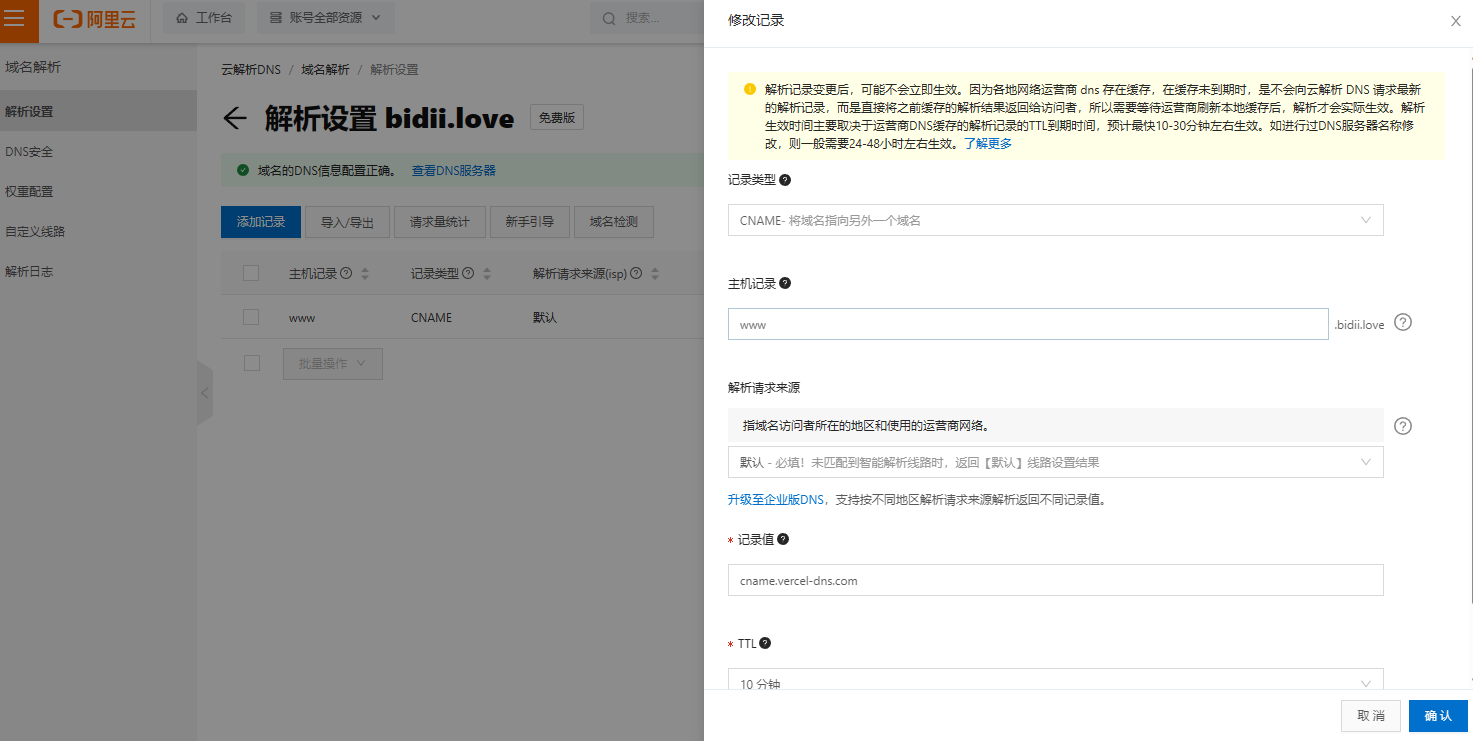 阿里云
工作台
账号全部资源
搜索...
域名解析
解析设置
DNS安全
权重配置
自定义线路
解析日志
云解析DNS / 域名解析 / 解析设置
解析设置 bidii.love
免费版
域名的DNS信息配置正确。 查看DNS服务器
添加记录 导入/导出 请求量统计 新手引导 域名检测
主机记录 记录类型 解析请求来源(isp)
www CNAME 默认
批量操作
修改记录
解析记录变更后，可能不会立即生效。因为各地网络运营商 dns 存在缓存，在缓存未到期时，是不会向云解析 DNS 请求最新
的解析记录，而是直接将之前缓存的解析结果返回给访问者，所以需要等待运营商刷新本地缓存后，解析才会实际生效。解析
生效时间主要取决于运营商DNS缓存的解析记录的TTL到期时间，预计最快10-30分钟左右生效。如进行过DNS服务器名称修
改，则一般需要24-48小时左右生效。了解更多
记录类型
CNAME- 将域名指向另外一个域名
主机记录
www
.bidii.love
解析请求来源
指域名访问者所在的地区和使用的运营商网络。
默认 - 必填！未匹配到智能解析线路时，返回【默认】线路设置结果
升级至企业版DNS，支持按不同地区解析请求来源解析返回不同记录值。
* 记录值
cname.vercel-dns.com
* TTL
10 分钟
取消 确认